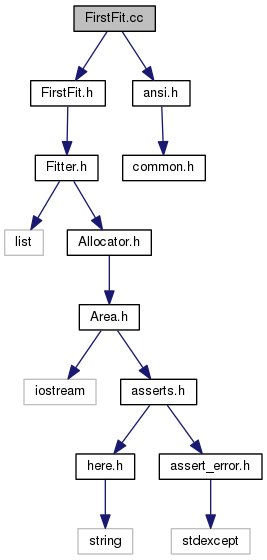 FirstFit.cc
FirstFit.h
ansi.h
Fitter.h
common.h
list
Allocator.h
Area.h
iostream
asserts.h
here.h
assert_error.h
string
stdexcept